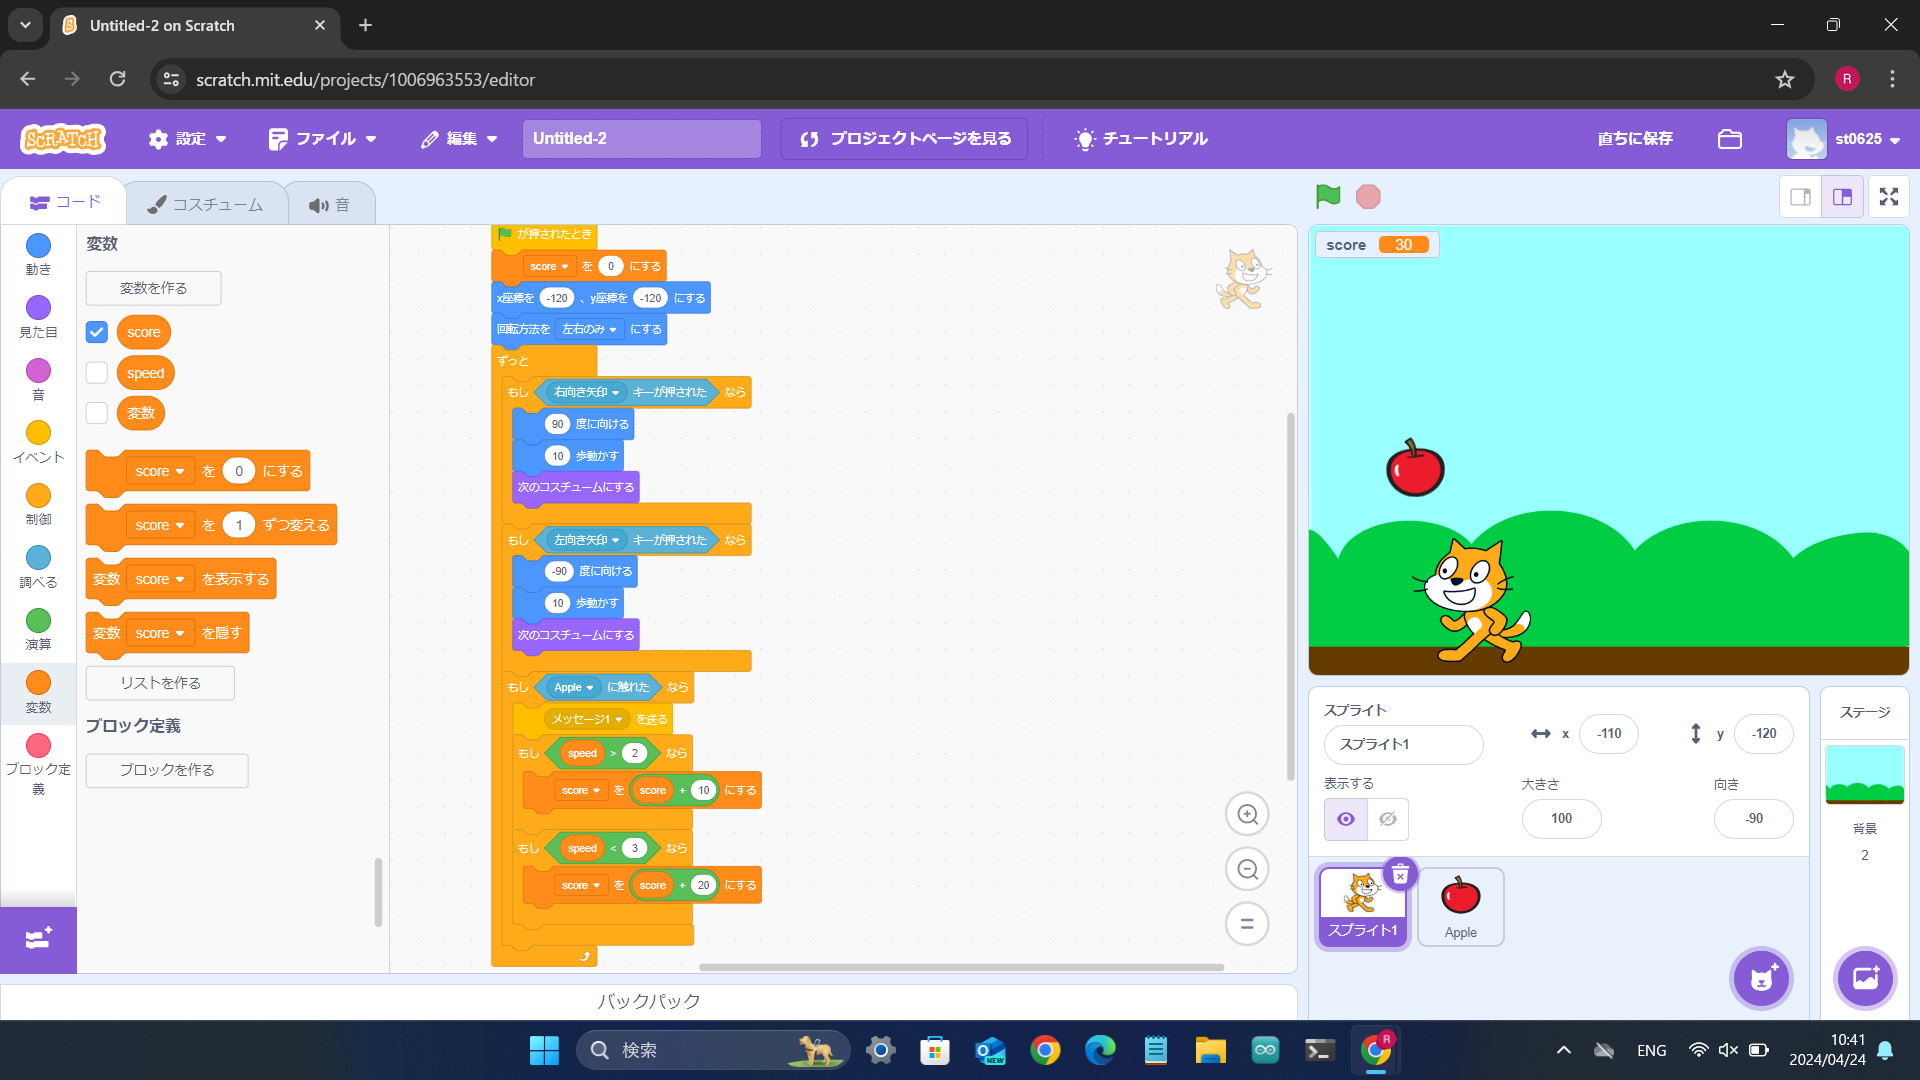 Untitled-2 on Scratch
scratch.mit.edu/projects/1006963553/editor
R
SCRATCH
設定
ファイル
編集
Untitled-2
プロジェクトページを見る
チュートリアル
直ちに保存
st0625
コード
コスチューム
音
動き
見た目
音
イベント
制御
調べる
演算
変数
ブロック定義
変数
変数を作る
score
speed
変数
score を 0 にする
score を 1 ずつ変える
変数 score を表示する
変数 score を隠す
リストを作る
ブロック定義
ブロックを作る
が押されたとき
score を 0 にする
x座標を -120 、y座標を -120 にする
回転方法を 左右のみ にする
ずっと
もし 右向き矢印 キーが押された なら
90 度に向ける
10 歩動かす
次のコスチュームにする
もし 左向き矢印 キーが押された なら
-90 度に向ける
10 歩動かす
次のコスチュームにする
もし Apple に触れた なら
メッセージ1 を送る
もし speed > 2 なら
score を score + 10 にする
もし speed < 3 なら
score を score + 20 にする
バックパック
score 30
スプライト
スプライト1
x -110
y -120
表示する
大きさ
100
向き
-90
スプライト1
Apple
ステージ
背景
2
検索
NEW
R
ENG
10:41
2024/04/24